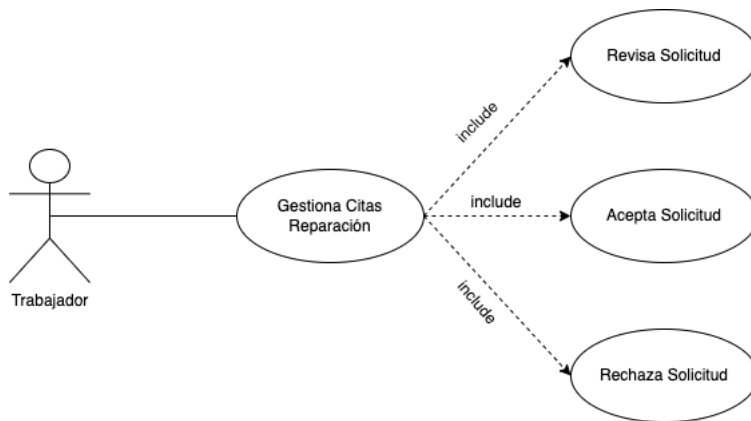 Revisa Solicitud
include
Gestiona Citas
Reparación
include
Acepta Solicitud
include
Rechaza Solicitud
Trabajador